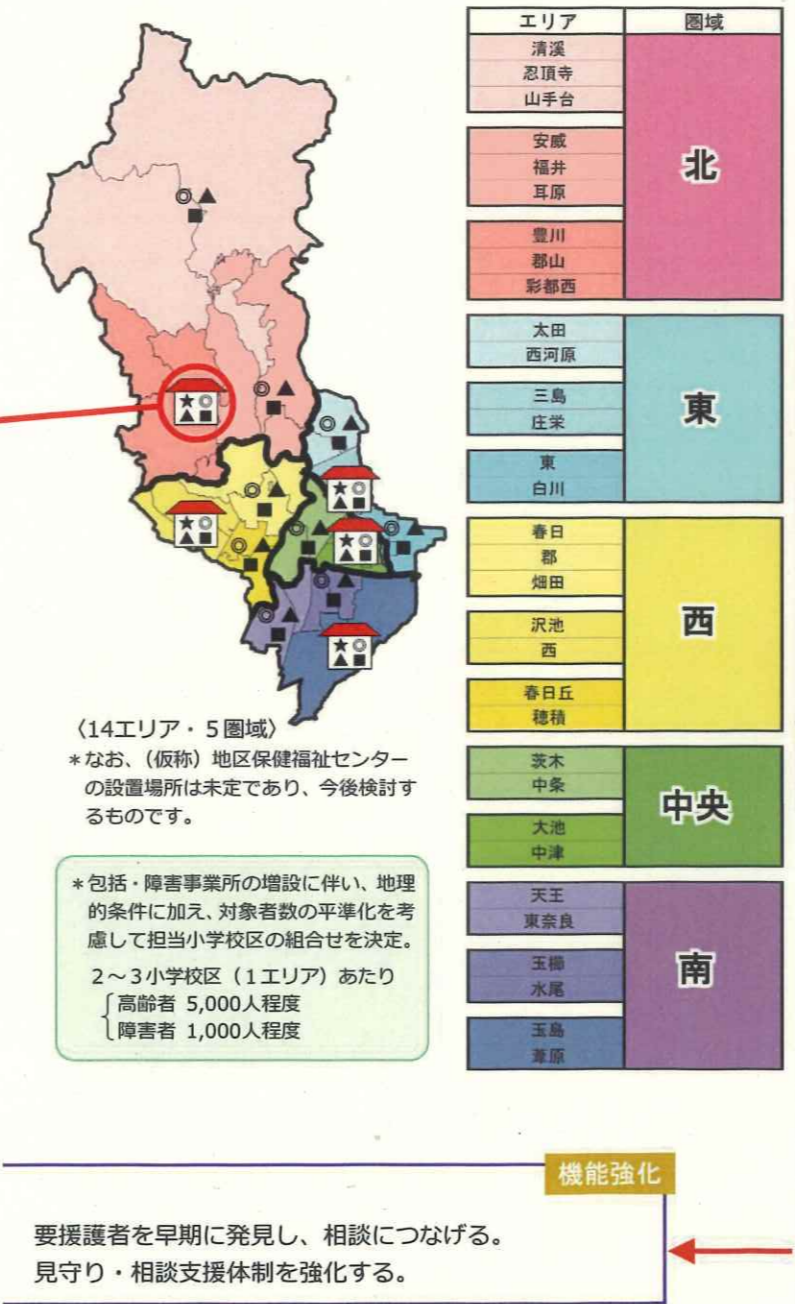 エリア 圏域
清溪
忍頂寺
山手台
安威
福井
耳原
北
豊川
郡山
彩都西
太田
西河原
三島
庄栄
東
東
白川
春日
郡
畑田
沢池
西
西
春日丘
穂積
茨木
中条
中央
大池
中津
天王
東奈良
玉櫛
水尾
南
玉島
葦原
〈14エリア・5圏域〉
*なお、(仮称)地区保健福祉センター
の設置場所は未定であり、今後検討す
るものです。
*包括・障害事業所の増設に伴い、地理
的条件に加え、対象者数の平準化を考
慮して担当小学校区の組合せを決定。
2～3小学校区(1エリア)あたり
高齢者 5,000人程度
障害者 1,000人程度
機能強化
要援護者を早期に発見し、相談につなげる。
見守り・相談支援体制を強化する。